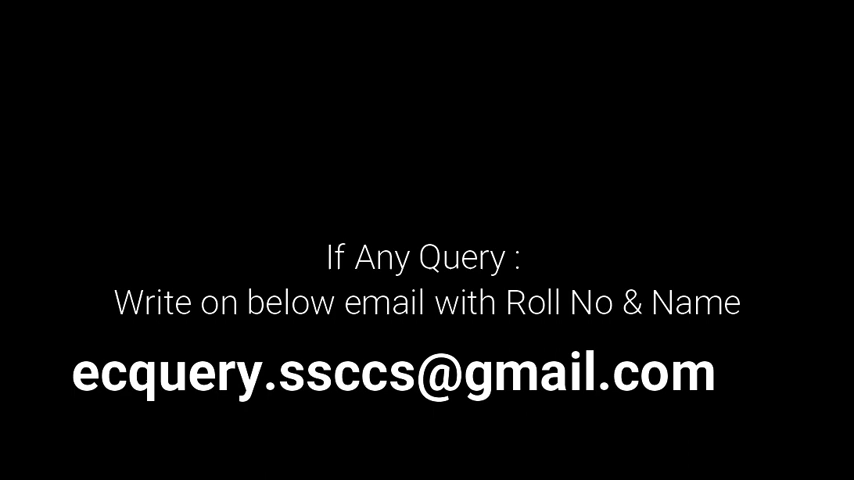 If Any Query :
Write on below email with Roll No & Name
ecquery.ssccs@gmail.com